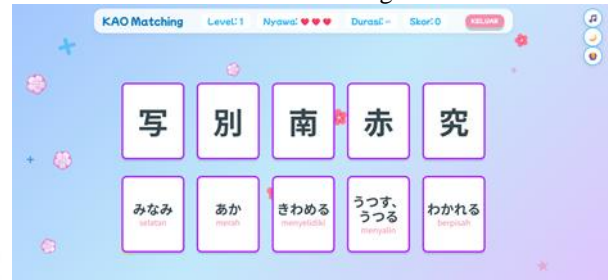 KAO Matching Level: 1 Nyawa: ❤❤❤ Durasi: - Skor: 0 KELUAR
写 別 南 赤 究
みなみ
selatan
あか
merah
きわめる
menyelidiki
うつす、
うつる
menyalin
わかれる
berpisah